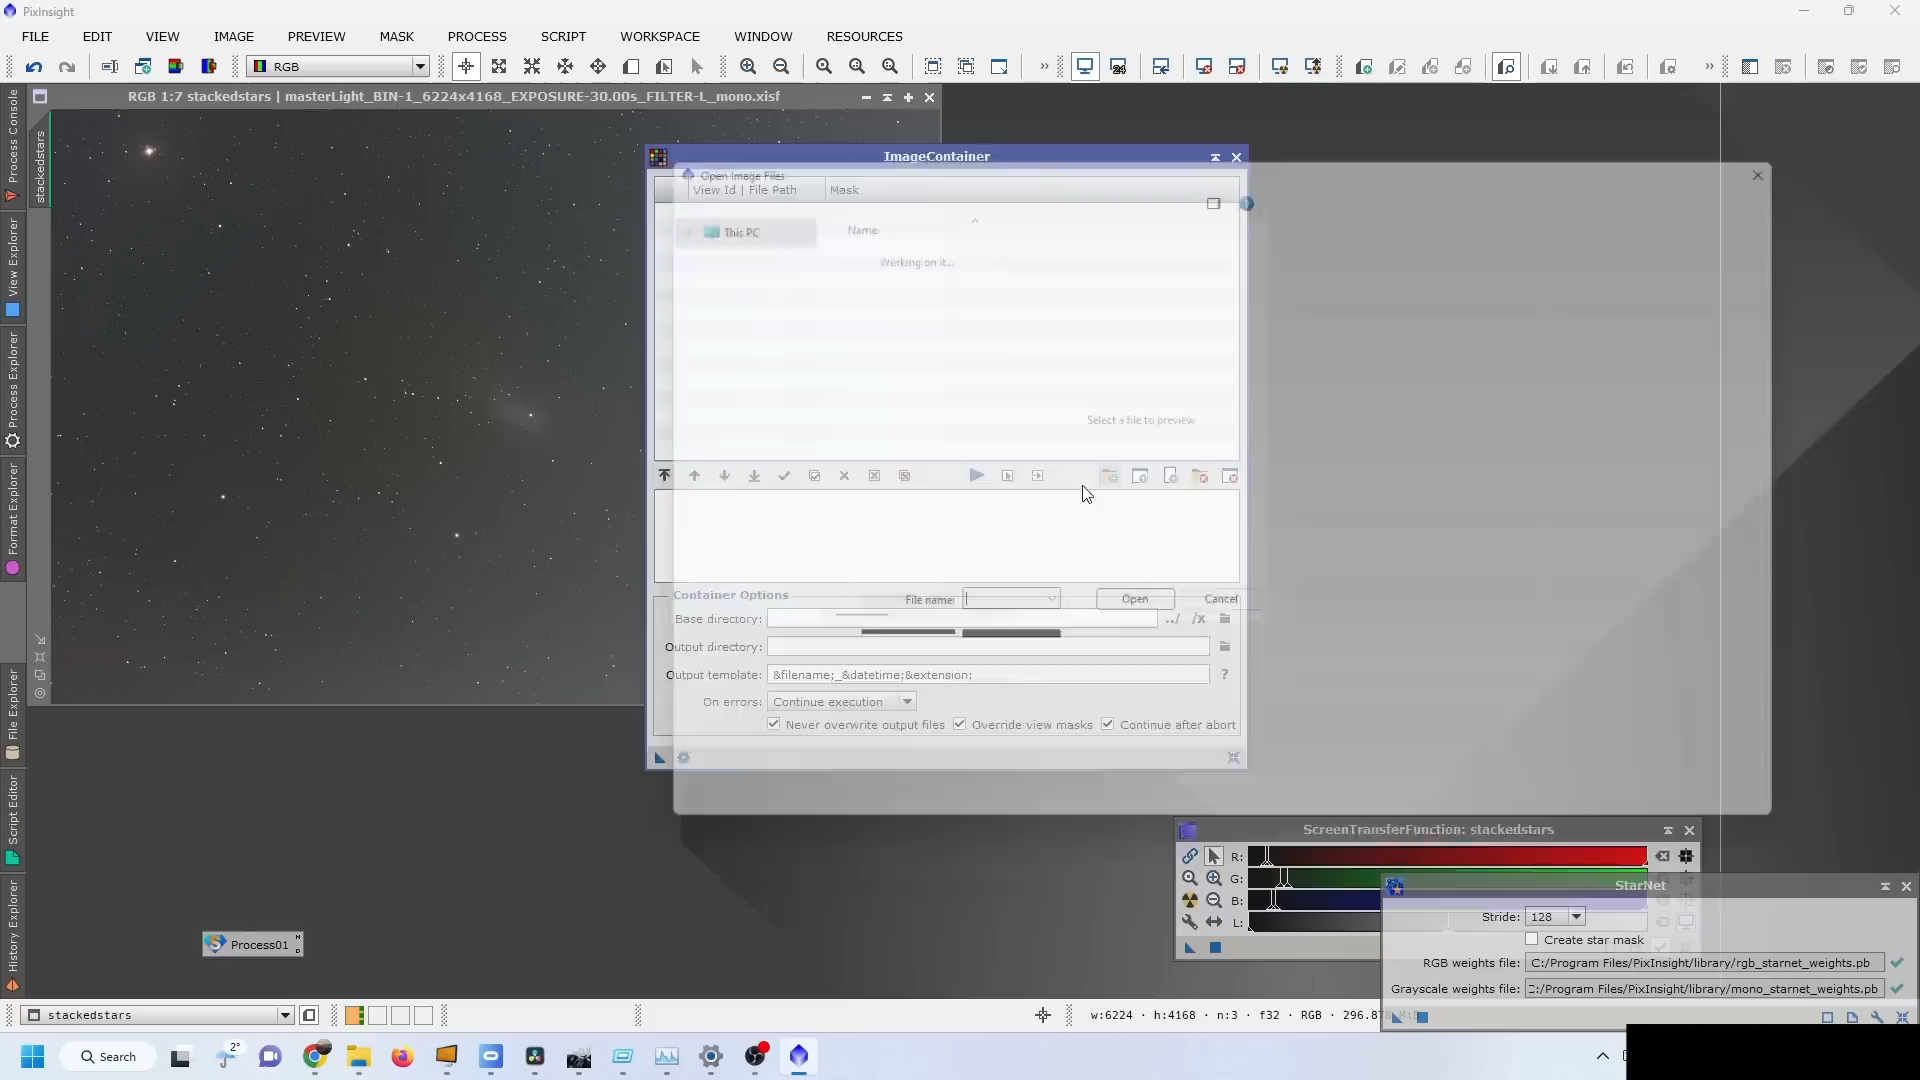 PixInsight
FILE EDIT VIEW IMAGE PREVIEW MASK PROCESS SCRIPT WORKSPACE WINDOW RESOURCES
RGB
24
RGB 1:7 stackedstars | masterLight_BIN-1_6224x4168_EXPOSURE-30.00s_FILTER-L_mono.xisf
stackedstars
Process Console
View Explorer
Process Explorer
Format Explorer
File Explorer
Script Editor
History Explorer
ImageContainer
Open Image Files
View Id | File Path Mask
This PC
Name
Working on it...
Select a file to preview
Container Options
File name: Open Cancel
Base directory: ../ /x
Output directory:
Output template: &filename;_&datetime;&extension; ?
On errors: Continue execution
Never overwrite output files Override view masks Continue after abort
ScreenTransferFunction: stackedstars
R:
G:
B:
L:
StarNet
Stride: 128
Create star mask
RGB weights file: C:/Program Files/PixInsight/library/rgb_starnet_weights.pb
Grayscale weights file: C:/Program Files/PixInsight/library/mono_starnet_weights.pb
Process01
N
D
stackedstars
w:6224 · h:4168 · n:3 · f32 · RGB
Search
2°